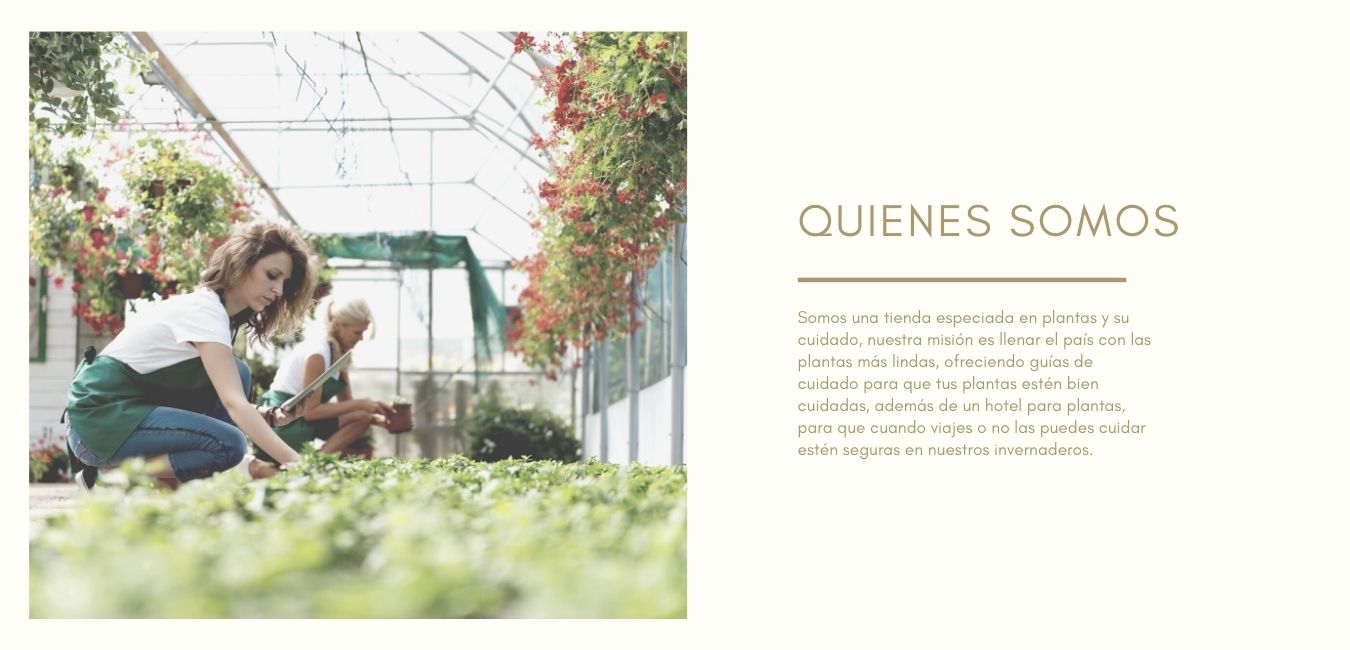 QUIENES SOMOS
Somos una tienda especiada en plantas y su
cuidado, nuestra misión es llenar el país con las
plantas más lindas, ofreciendo guías de
cuidado para que tus plantas estén bien
cuidadas, además de un hotel para plantas,
para que cuando viajes o no las puedes cuidar
estén seguras en nuestros invernaderos.